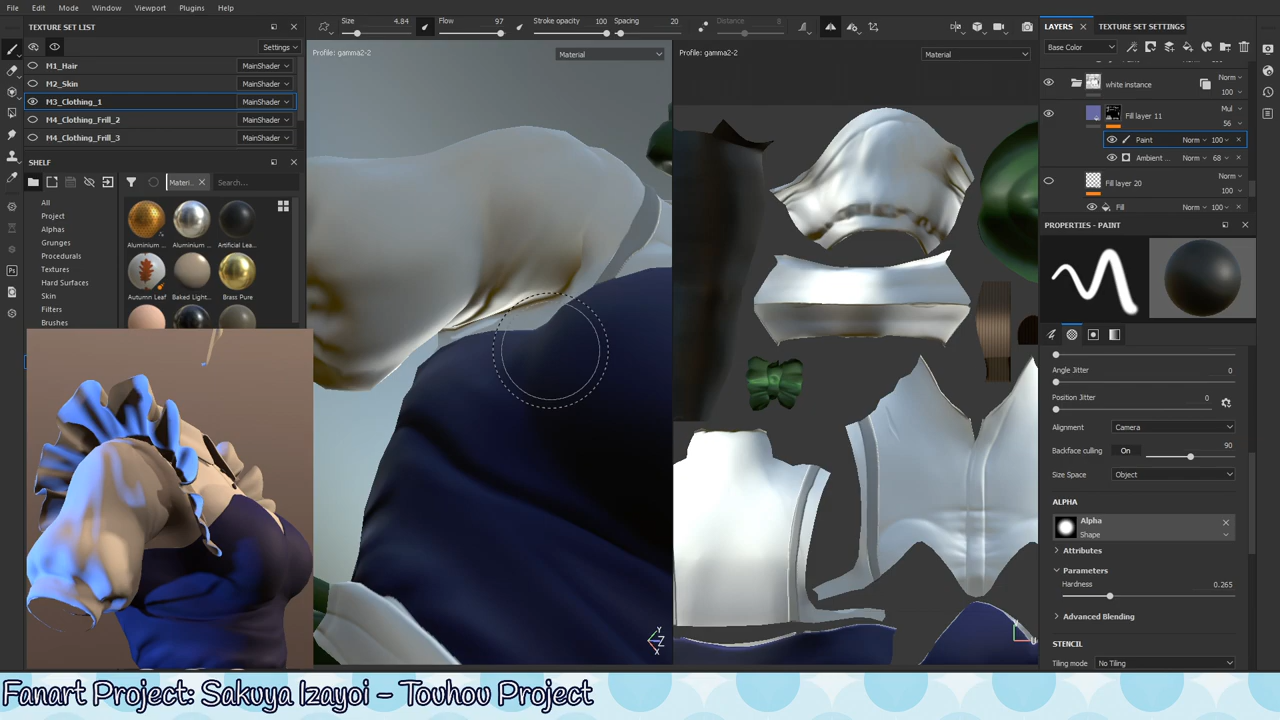 File Edit Mode Window Viewport Plugins Help
TEXTURE SET LIST
Settings
M1_Hair MainShader
M2_Skin MainShader
M3_Clothing_1 MainShader
M4_Clothing_Frill_2 MainShader
M4_Clothing_Frill_3 MainShader
SHELF
Materi... Search...
All
Project
Alphas
Grunges
Procedurals
Textures
Hard Surfaces
Skin
Filters
Brushes
Aluminium ... Aluminium ... Artificial Lea...
Autumn Leaf Baked Light... Brass Pure
Size 4.84 Flow 97 Stroke opacity 100 Spacing 20 Distance 8
Profile: gamma2-2 Material
Profile: gamma2-2 Material
Y
Z
X
Y
U
LAYERS TEXTURE SET SETTINGS
Base Color
white instance Norm 100
Fill layer 11 Mul 56
Paint Norm 100
Ambient ... Norm 68
Fill layer 20 Norm 100
Fill Norm 100
PROPERTIES - PAINT
Angle Jitter 0
Position Jitter 0
Alignment Camera
Backface culling On 90
Size Space Object
ALPHA
Alpha
Shape
Attributes
Parameters
Hardness 0.265
Advanced Blending
STENCIL
Tiling mode No Tiling
Ps
Fanart Project: Sakuya Izayoi - Touhou Project